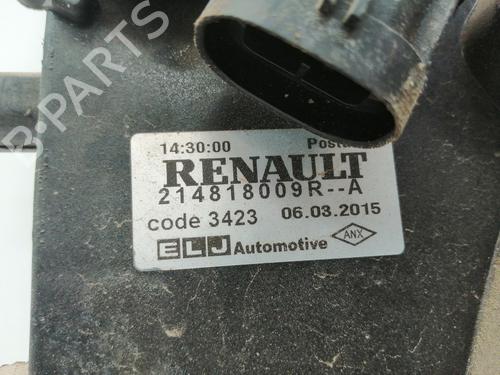 14:30:00
RENAULT
214818009R--A
code 3423 06.03.2015
ELJ Automotive ANX
B-PARTS